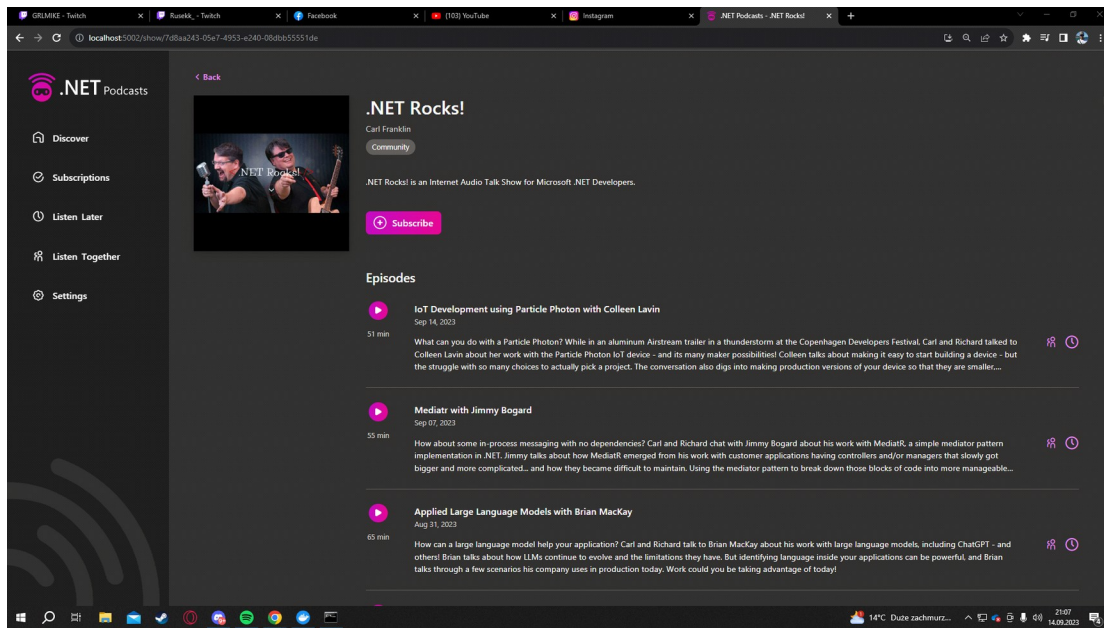 GRLMIKE - Twitch
Rusekk_ - Twitch
Facebook
(103) YouTube
Instagram
.NET Podcasts - .NET Rocks!
localhost:5002/show/7d8aa243-05e7-4953-e240-08dbb55551de
.NET Podcasts
Discover
Subscriptions
Listen Later
Listen Together
Settings
Back
.NET Rocks!
.NET Rocks!
Carl Franklin
Community
.NET Rocks! is an Internet Audio Talk Show for Microsoft .NET Developers.
Subscribe
Episodes
IoT Development using Particle Photon with Colleen Lavin
Sep 14, 2023
51 min
What can you do with a Particle Photon? While in an aluminum Airstream trailer in a thunderstorm at the Copenhagen Developers Festival, Carl and Richard talked to
Colleen Lavin about her work with the Particle Photon IoT device - and its many maker possibilities! Colleen talks about making it easy to start building a device - but
the struggle with so many choices to actually pick a project. The conversation also digs into making production versions of your device so that they are smaller....
Mediatr with Jimmy Bogard
Sep 07, 2023
55 min
How about some in-process messaging with no dependencies? Carl and Richard chat with Jimmy Bogard about his work with MediatR, a simple mediator pattern
implementation in .NET. Jimmy talks about how MediatR emerged from his work with customer applications having controllers and/or managers that slowly got
bigger and more complicated... and how they became difficult to maintain. Using the mediator pattern to break down those blocks of code into more manageable...
Applied Large Language Models with Brian MacKay
Aug 31, 2023
65 min
How can a large language model help your application? Carl and Richard talk to Brian MacKay about his work with large language models, including ChatGPT - and
others! Brian talks about how LLMs continue to evolve and the limitations they have. But identifying language inside your applications can be powerful, and Brian
talks through a few scenarios his company uses in production today. Work could you be taking advantage of today!
14°C Duże zachmurz...
21:07
14.09.2023